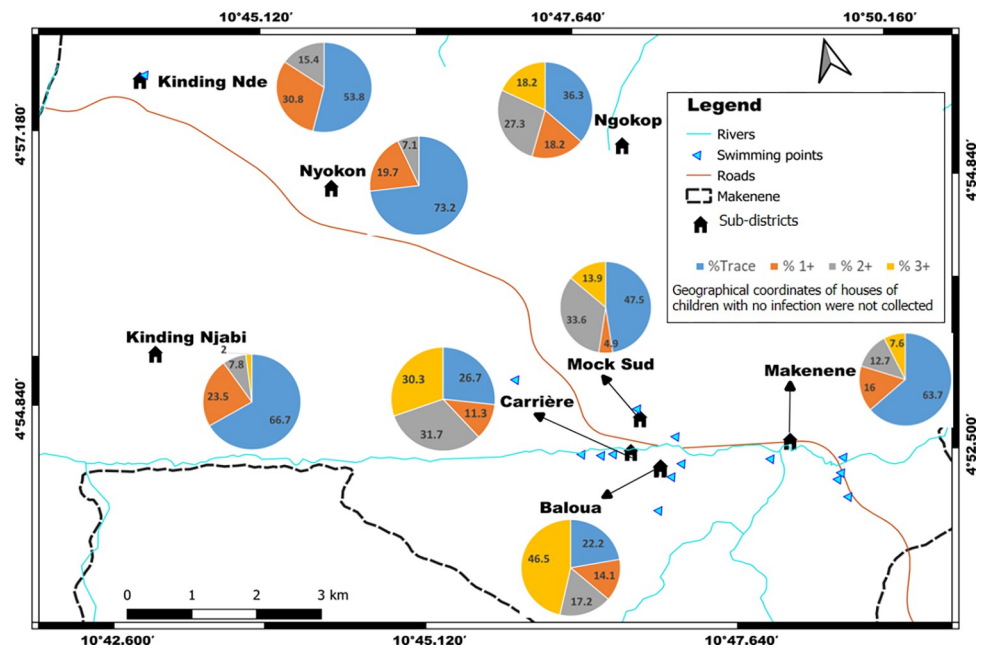 10°45.120′ 10°47.640′ 10°50.160′
4°57.180′
4°54.840′
4°54.840′
4°52.500′
Kinding Nde
15.4
30.8
53.8
18.2
36.3
27.3
18.2
Ngokop
Legend
Rivers
Swimming points
Roads
Makenene
Sub-districts
%Trace % 1+ % 2+ % 3+
Geographical coordinates of houses of
children with no infection were not collected
Nyokon
7.1
19.7
73.2
13.9
47.5
33.6
4.9
Mock Sud
Kinding Njabi
2
7.8
23.5
66.7
30.3
26.7
11.3
31.7
Carrière
Makenene
7.6
12.7
16
63.7
Baloua
46.5
22.2
14.1
17.2
0 1 2 3 km
10°42.600′ 10°45.120′ 10°47.640′